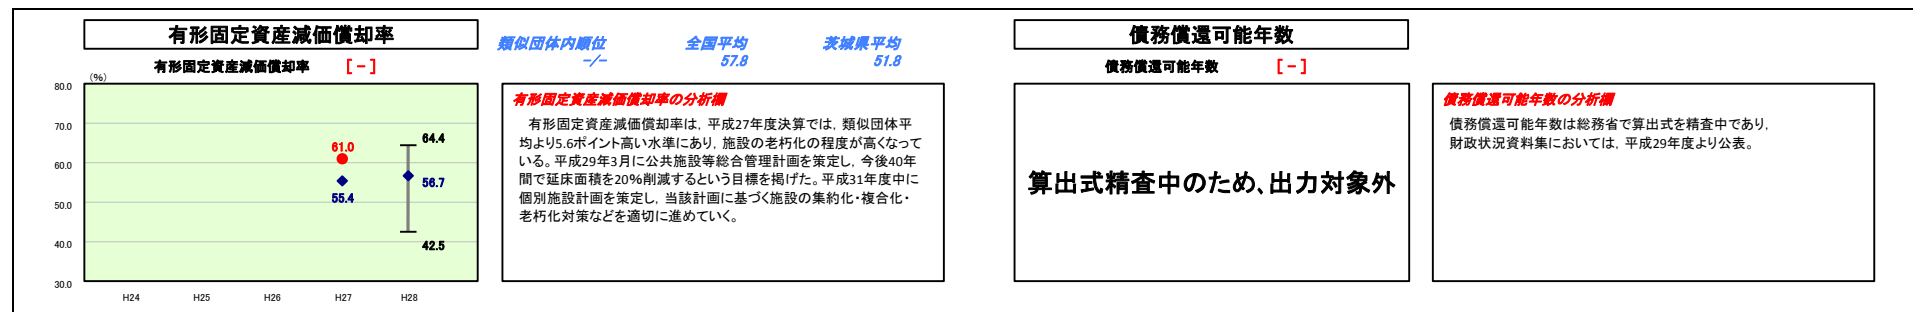 有形固定資産減価償却率
有形固定資産減価償却率 [－]
類似団体内順位 全国平均 茨城県平均
-/- 57.8 51.8
(%)
80.0
70.0
60.0
50.0
40.0
30.0
61.0
55.4
64.4
56.7
42.5
H24 H25 H26 H27 H28
有形固定資産減価償却率の分析欄
有形固定資産減価償却率は，平成27年度決算では，類似団体平
均より5.6ポイント高い水準にあり，施設の老朽化の程度が高くなって
いる。平成29年3月に公共施設等総合管理計画を策定し，今後40年
間で延床面積を20％削減するという目標を掲げた。平成31年度中に
個別施設計画を策定し，当該計画に基づく施設の集約化・複合化・
老朽化対策などを適切に進めていく。
債務償還可能年数
債務償還可能年数 [－]
算出式精査中のため、出力対象外
債務償還可能年数の分析欄
債務償還可能年数は総務省で算出式を精査中であり，
財政状況資料集においては，平成29年度より公表。